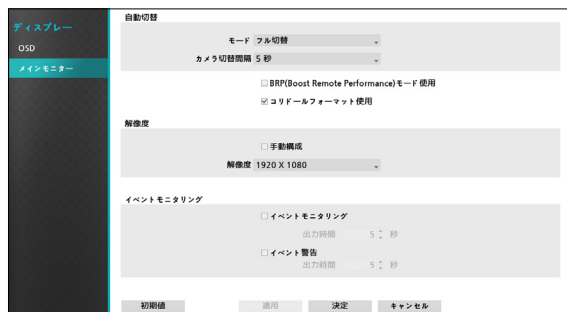 ディスプレー
OSD
メインモニター
自動切替
モード フル切替
カメラ切替間隔 5 秒
BRP(Boost Remote Performance)モード使用
コリドールフォーマット使用
解像度
手動構成
解像度 1920 X 1080
イベントモニタリング
イベントモニタリング
出力時間 5 秒
イベント警告
出力時間 5 秒
初期値 適用 決定 キャンセル